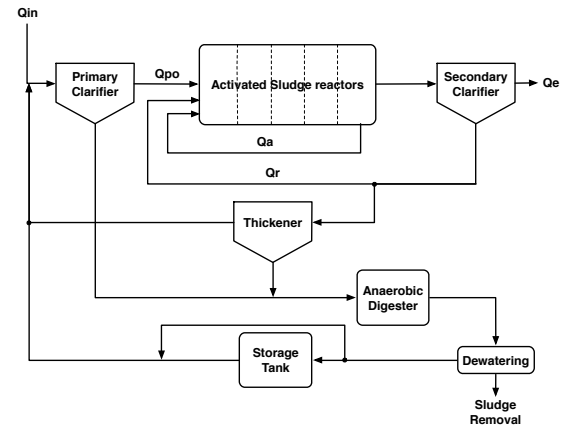 Qin
Primary
Clarifier
Qpo
Activated Sludge reactors
Secondary
Clarifier
Qe
Qa
Qr
Thickener
Anaerobic
Digester
Storage
Tank
Dewatering
Sludge
Removal